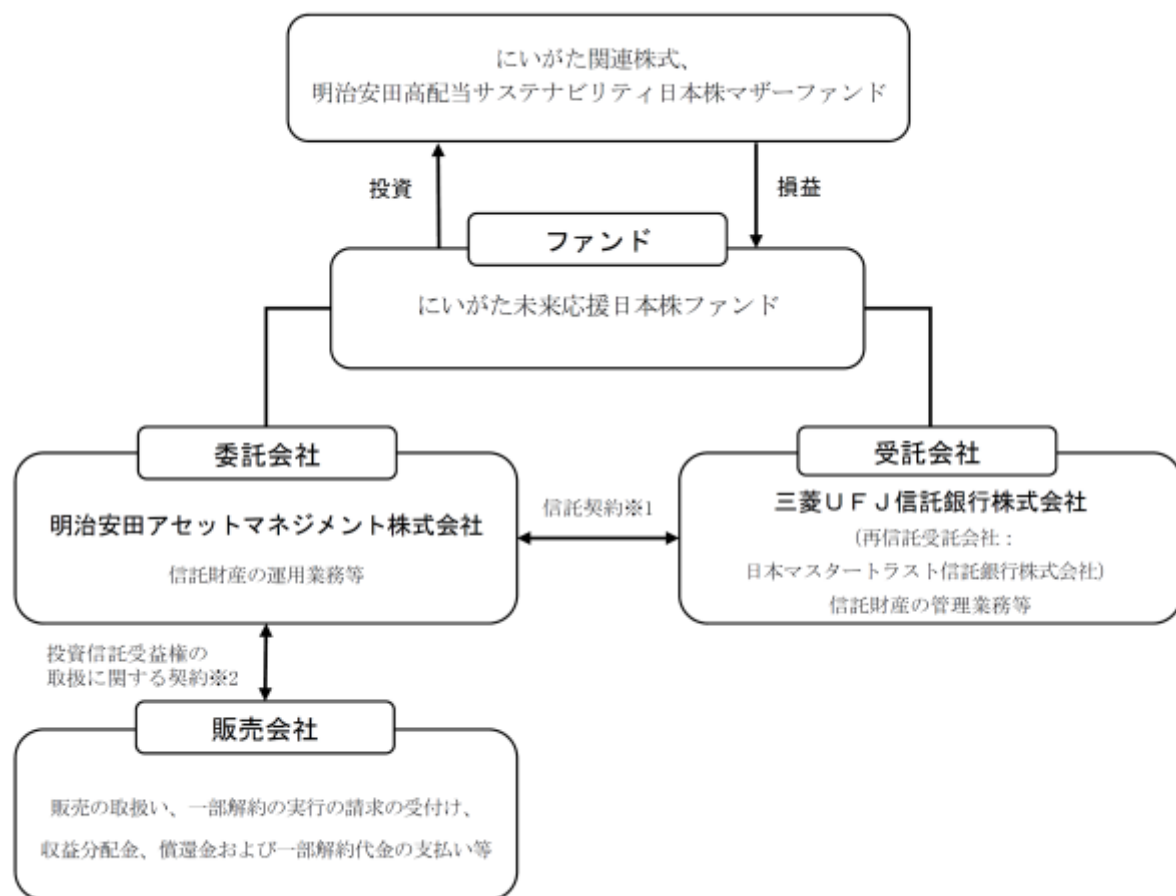 にいがた関連株式、
明治安田高配当サステナビリティ日本株マザーファンド
投資
損益
ファンド
にいがた未来応援日本株ファンド
委託会社
明治安田アセットマネジメント株式会社
信託財産の運用業務等
信託契約※1
受託会社
三菱ＵＦＪ信託銀行株式会社
（再信託受託会社：
日本マスタートラスト信託銀行株式会社）
信託財産の管理業務等
投資信託受益権の
取扱に関する契約※2
販売会社
販売の取扱い、一部解約の実行の請求の受付け、
収益分配金、償還金および一部解約代金の支払い等